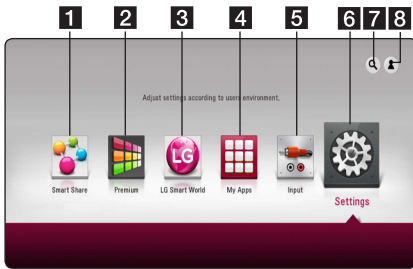 1 2 3 4 5 6 7 8
Adjust settings according to users environment.
LG
Smart Share Premium LG Smart World My Apps Input
Settings